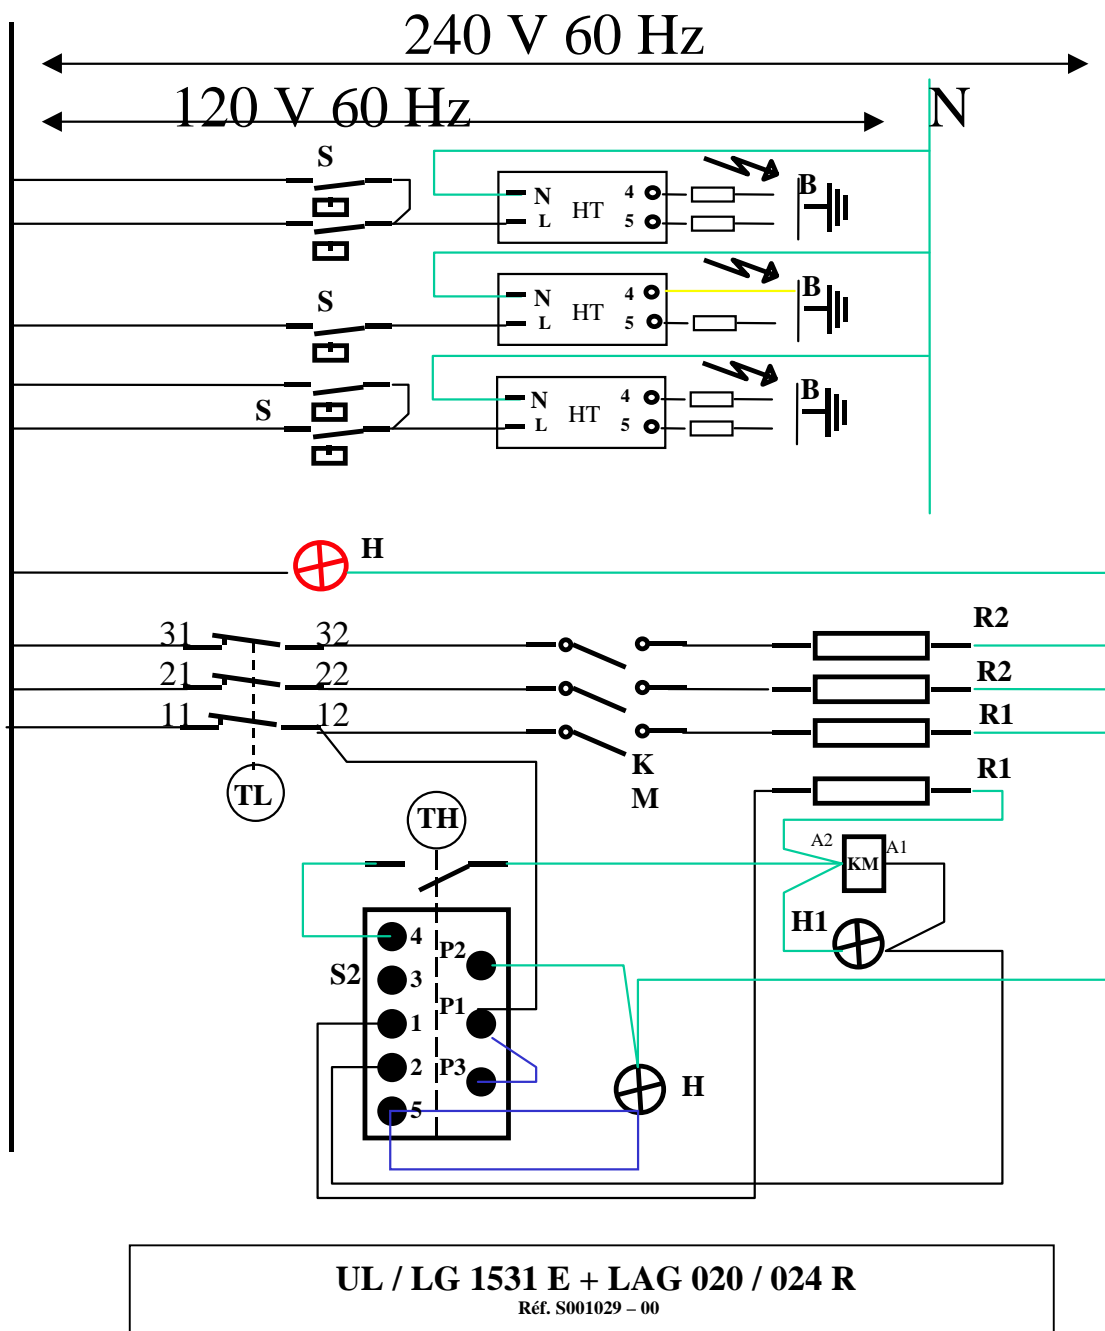 240 V 60 Hz
120 V 60 Hz N
S
N HT 4 B
L 5
S
N HT 4 B
L 5
S
N HT 4 B
L 5
H
31 32 R2
21 22 R2
11 12 R1
K
M
R1
TL
TH
A2 KM A1
H1
S2
4
3
1
2
5
P2
P1
P3
H
UL / LG 1531 E + LAG 020 / 024 R
Réf. S001029 – 00